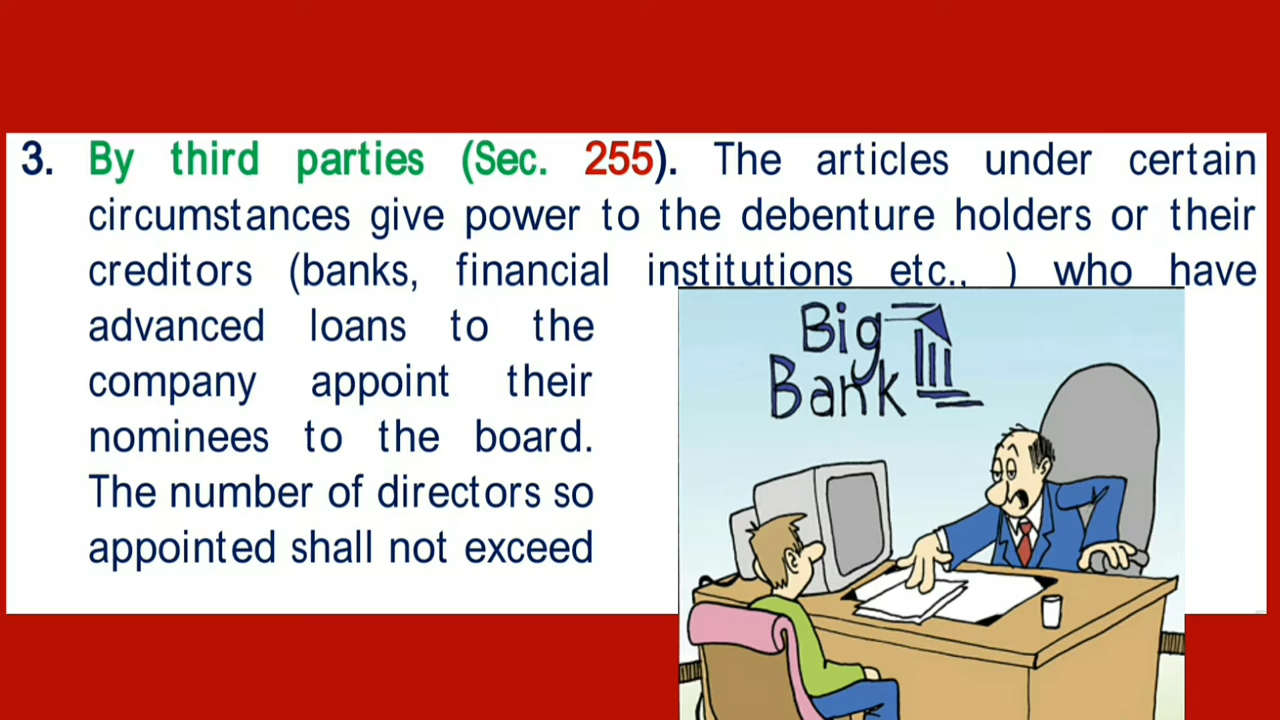 3. By third parties (Sec. 255). The articles under certain
circumstances give power to the debenture holders or their
creditors (banks, financial institutions etc., ) who have
advanced loans to the
company appoint their
nominees to the board.
The number of directors so
appointed shall not exceed
Big
Bank